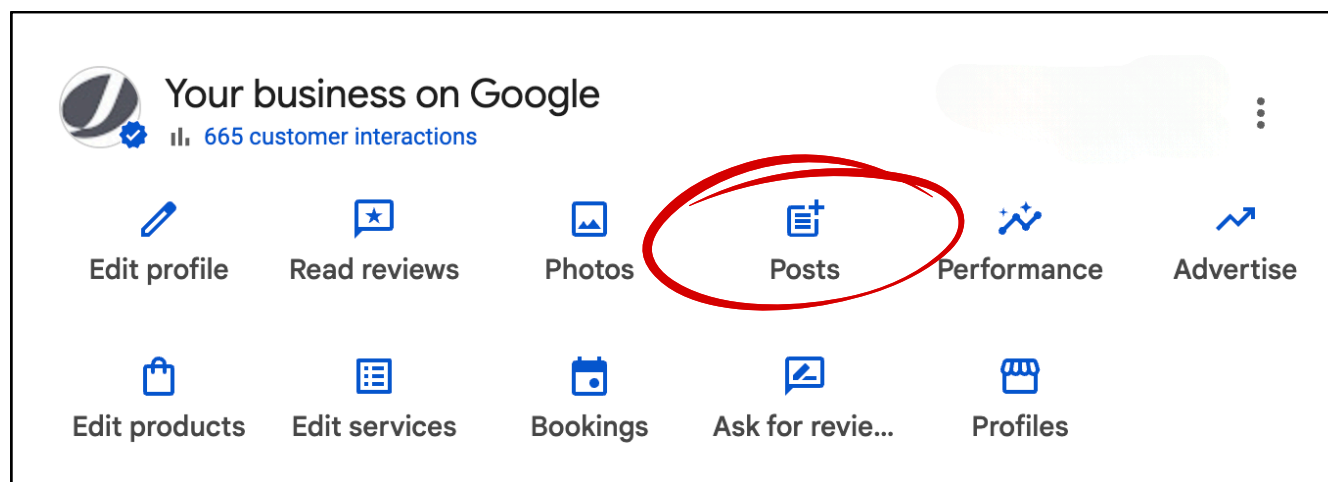 Your business on Google
665 customer interactions
Edit profile Read reviews Photos Posts Performance Advertise
Edit products Edit services Bookings Ask for revie... Profiles